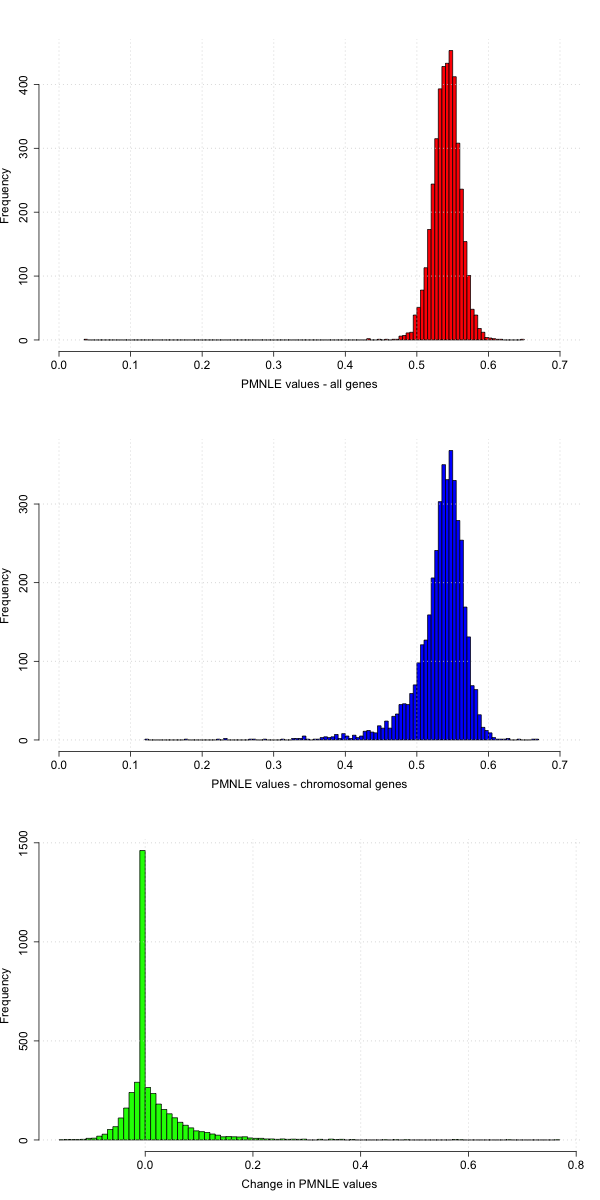 Frequency
0 100 200 300 400
0.0 0.1 0.2 0.3 0.4 0.5 0.6 0.7
PMNLE values - all genes
Frequency
0 100 200 300
0.0 0.1 0.2 0.3 0.4 0.5 0.6 0.7
PMNLE values - chromosomal genes
Frequency
0 500 1000 1500
0.0 0.2 0.4 0.6 0.8
Change in PMNLE values